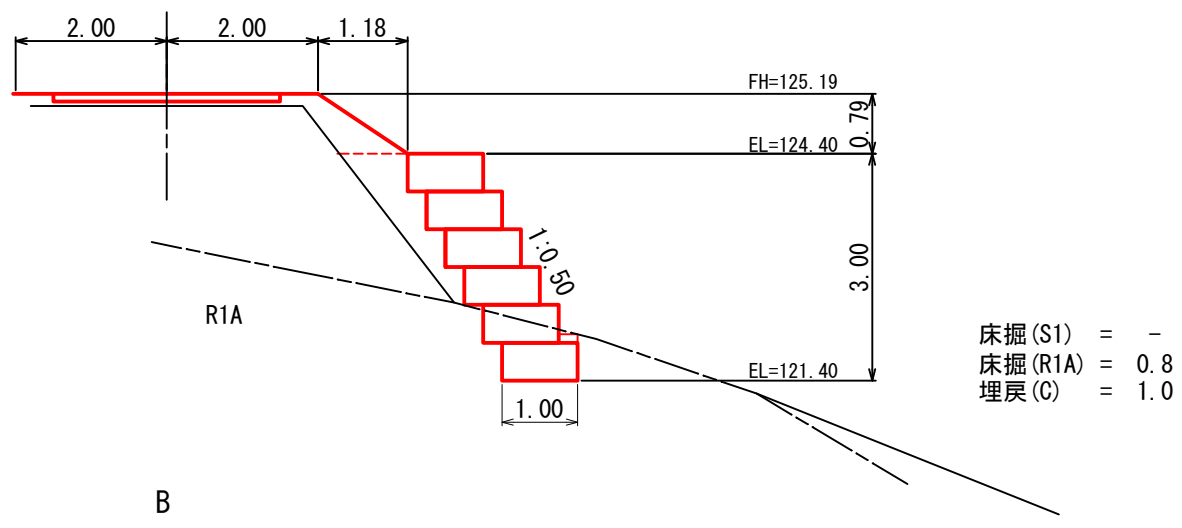 2.00 2.00 1.18
FH=125.19
0.79
EL=124.40
1:0.50
3.00
R1A
床掘(S1) = -
床掘(R1A) = 0.8
EL=121.40
埋戻(C) = 1.0
1.00
B